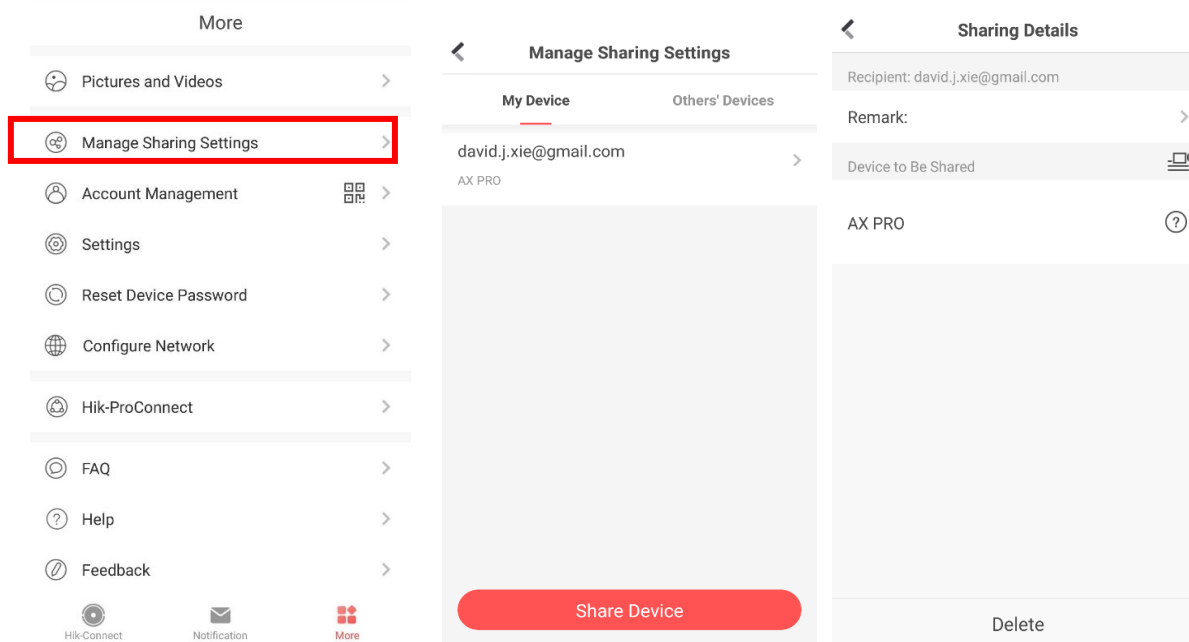 More
Pictures and Videos
Manage Sharing Settings
Account Management
Settings
Reset Device Password
Configure Network
Hik-ProConnect
FAQ
Help
Feedback
Hik-Connect
Notification
More
Manage Sharing Settings
My Device
Others' Devices
david.j.xie@gmail.com
AX PRO
Share Device
Sharing Details
Recipient: david.j.xie@gmail.com
Remark:
Device to Be Shared
AX PRO
Delete